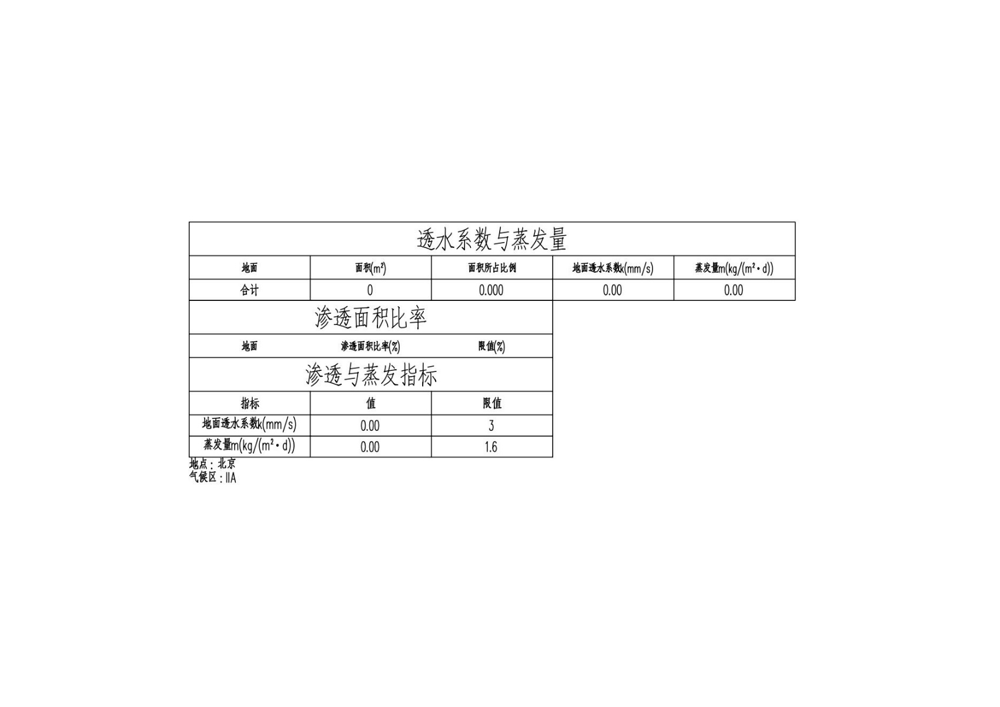 透水系数与蒸发量
地面 面积(m²) 面积所占比例 地面透水系数k(mm/s) 蒸发量m(kg/(m²·d))
合计 0 0.000 0.00 0.00
渗透面积比率
地面 渗透面积比率(%) 限值(%)
渗透与蒸发指标
指标 值 限值
地面透水系数k(mm/s) 0.00 3
蒸发量m(kg/(m²·d)) 0.00 1.6
地点：北京
气候区：IIA